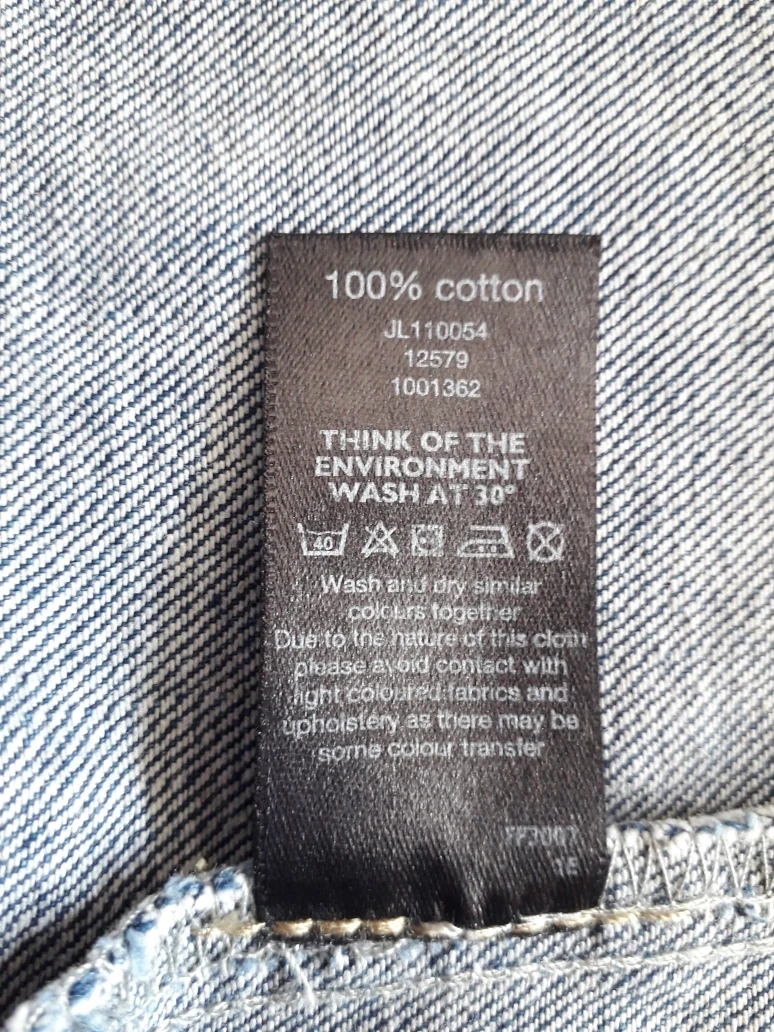 100% cotton
JL110054
12579
1001362
THINK OF THE
ENVIRONMENT
WASH AT 30°
40
Wash and dry similar
colours together
Due to the nature of this cloth
please avoid contact with
light coloured fabrics and
upholstery as there may be
some colour transfer